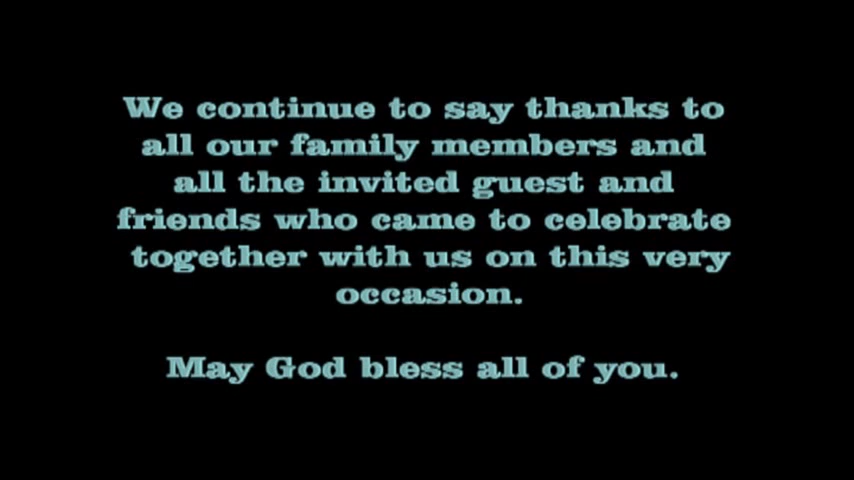 We continue to say thanks to
all our family members and
all the invited guest and
friends who came to celebrate
together with us on this very
occasion.
May God bless all of you.